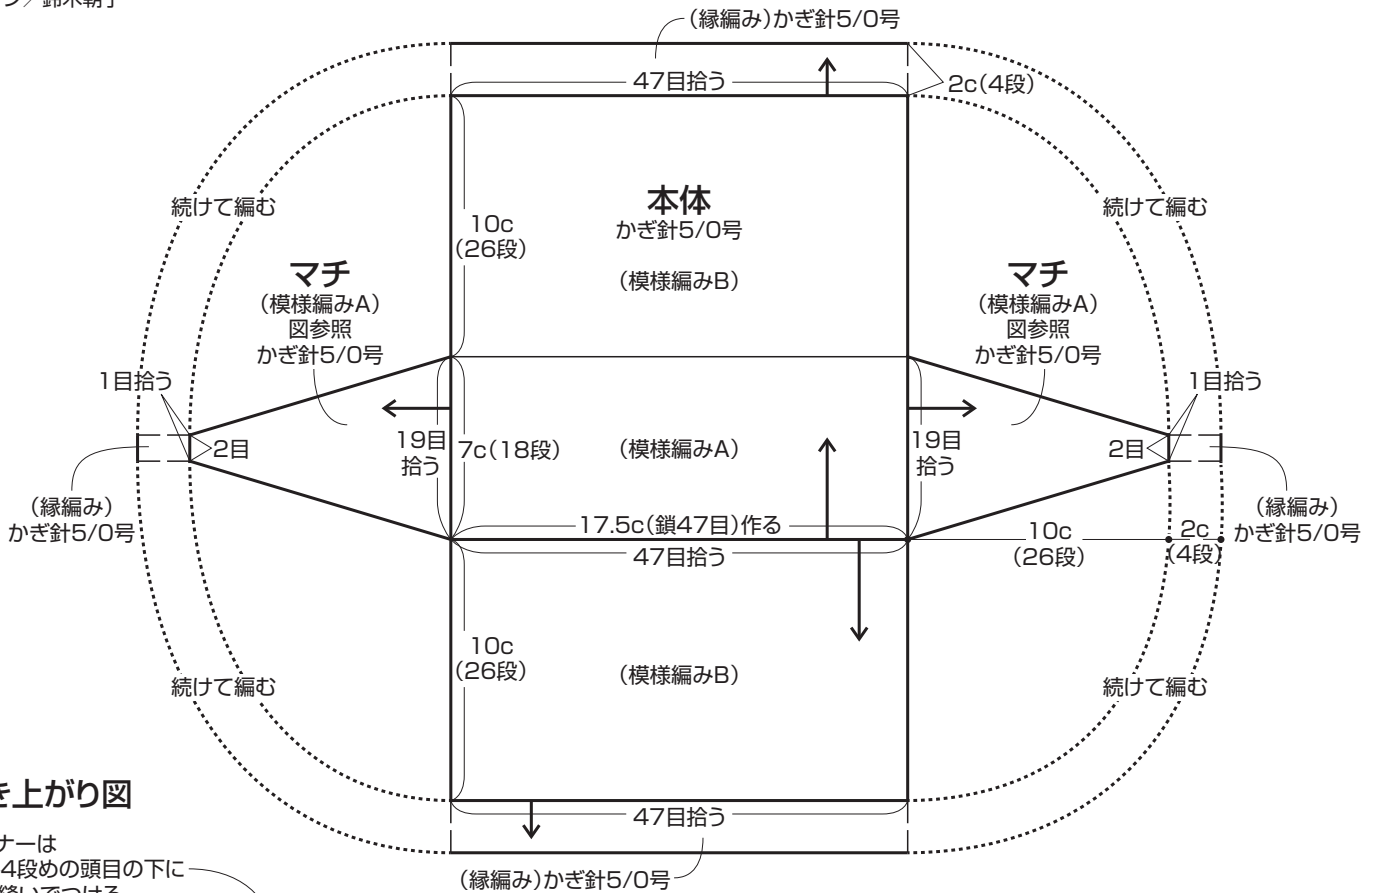 （縁編み）かぎ針5/0号
47目拾う
2c（4段）
続けて編む
続けて編む
本体
かぎ針5/0号
（模様編みB）
10c
（26段）
マチ
（模様編みA）
図参照
かぎ針5/0号
マチ
（模様編みA）
図参照
かぎ針5/0号
1目拾う
1目拾う
2目
19目
拾う
7c（18段）
（模様編みA）
19目
拾う
2目
（縁編み）
かぎ針5/0号
（縁編み）
かぎ針5/0号
17.5c（鎖47目）作る
47目拾う
10c
（26段）
2c
（4段）
10c
（26段）
（模様編みB）
続けて編む
続けて編む
47目拾う
（縁編み）かぎ針5/0号
き上がり図
ナーは
4段めの頭目の下に